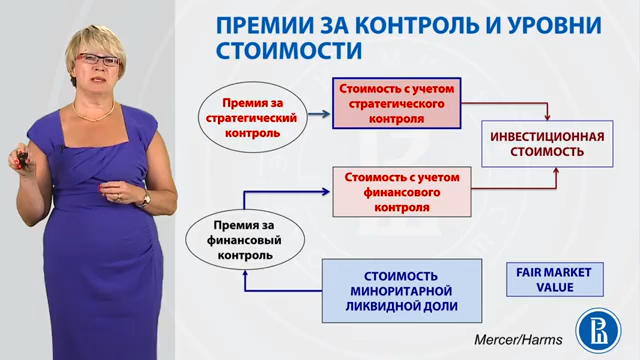 ПРЕМИИ ЗА КОНТРОЛЬ И УРОВНИ
СТОИМОСТИ
Премия за
стратегический
контроль
Стоимость с учетом
стратегического
контроля
ИНВЕСТИЦИОННАЯ
СТОИМОСТЬ
Стоимость с учетом
финансового
контроля
Премия за
финансовый
контроль
СТОИМОСТЬ
МИНОРИТАРНОЙ
ЛИКВИДНОЙ ДОЛИ
FAIR MARKET
VALUE
Mercer/Harms